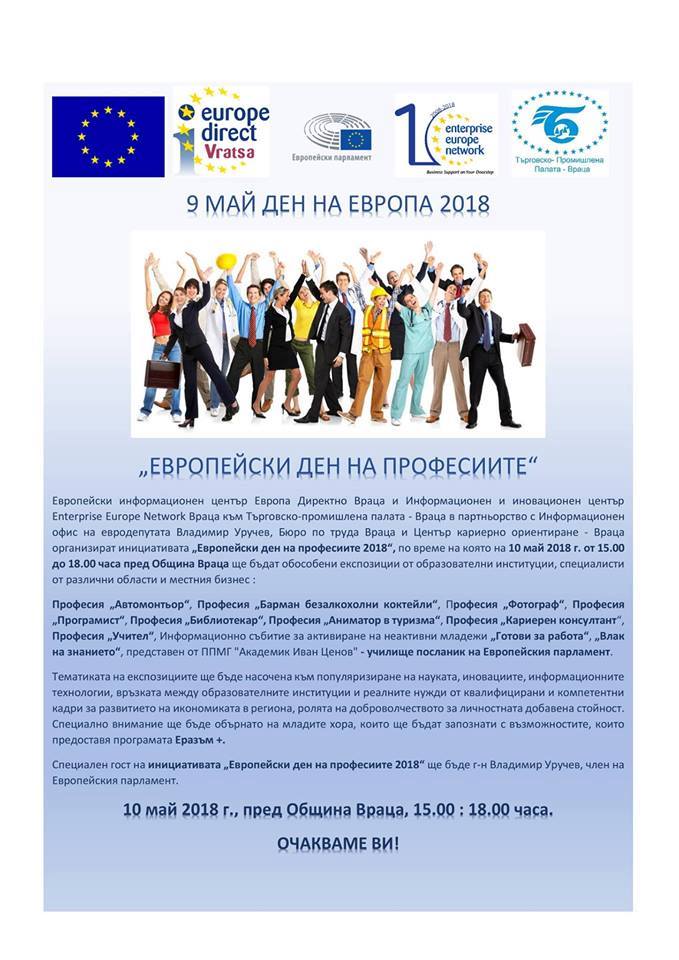 europe
direct
Vratsa
Европейски парламент
2008-2018
enterprise
europe
network
Business Support on Your Doorstep
Търговско- Промишлена
Палата - Враца
9 МАЙ ДЕН НА ЕВРОПА 2018
„ЕВРОПЕЙСКИ ДЕН НА ПРОФЕСИИТЕ“
Европейски информационен център Европа Директно Враца и Информационен и иновационен център
Enterprise Europe Network Враца към Търговско-промишлена палата - Враца в партньорство с Информационен
офис на евродепутата Владимир Уручев, Бюро по труда Враца и Център кариерно ориентиране - Враца
организират инициативата „Европейски ден на професиите 2018“, по време на която на 10 май 2018 г. от 15.00
до 18.00 часа пред Община Враца ще бъдат обособени експозиции от образователни институции, специалисти
от различни области и местния бизнес :
Професия „Автомонтьор“, Професия „Барман безалкохолни коктейли“, Професия „Фотограф“, Професия
„Програмист“, Професия „Библиотекар“, Професия „Аниматор в туризма“, Професия „Кариерен консултант“,
Професия „Учител“, Информационно събитие за активиране на неактивни младежи „Готови за работа“, „Влак
на знанието“, представен от ППМГ "Академик Иван Ценов" - училище посланик на Европейския парламент.
Тематиката на експозициите ще бъде насочена към популяризиране на науката, иновациите, информационните
технологии, връзката между образователните институции и реалните нужди от квалифицирани и компетентни
кадри за развитието на икономиката в региона, ролята на доброволчеството за личностната добавена стойност.
Специално внимание ще бъде обърнато на младите хора, които ще бъдат запознати с възможностите, които
предоставя програмата Еразъм +.
Специален гост на инициативата „Европейски ден на професиите 2018“ ще бъде г-н Владимир Уручев, член на
Европейския парламент.
10 май 2018 г., пред Община Враца, 15.00 : 18.00 часа.
ОЧАКВАМЕ ВИ!